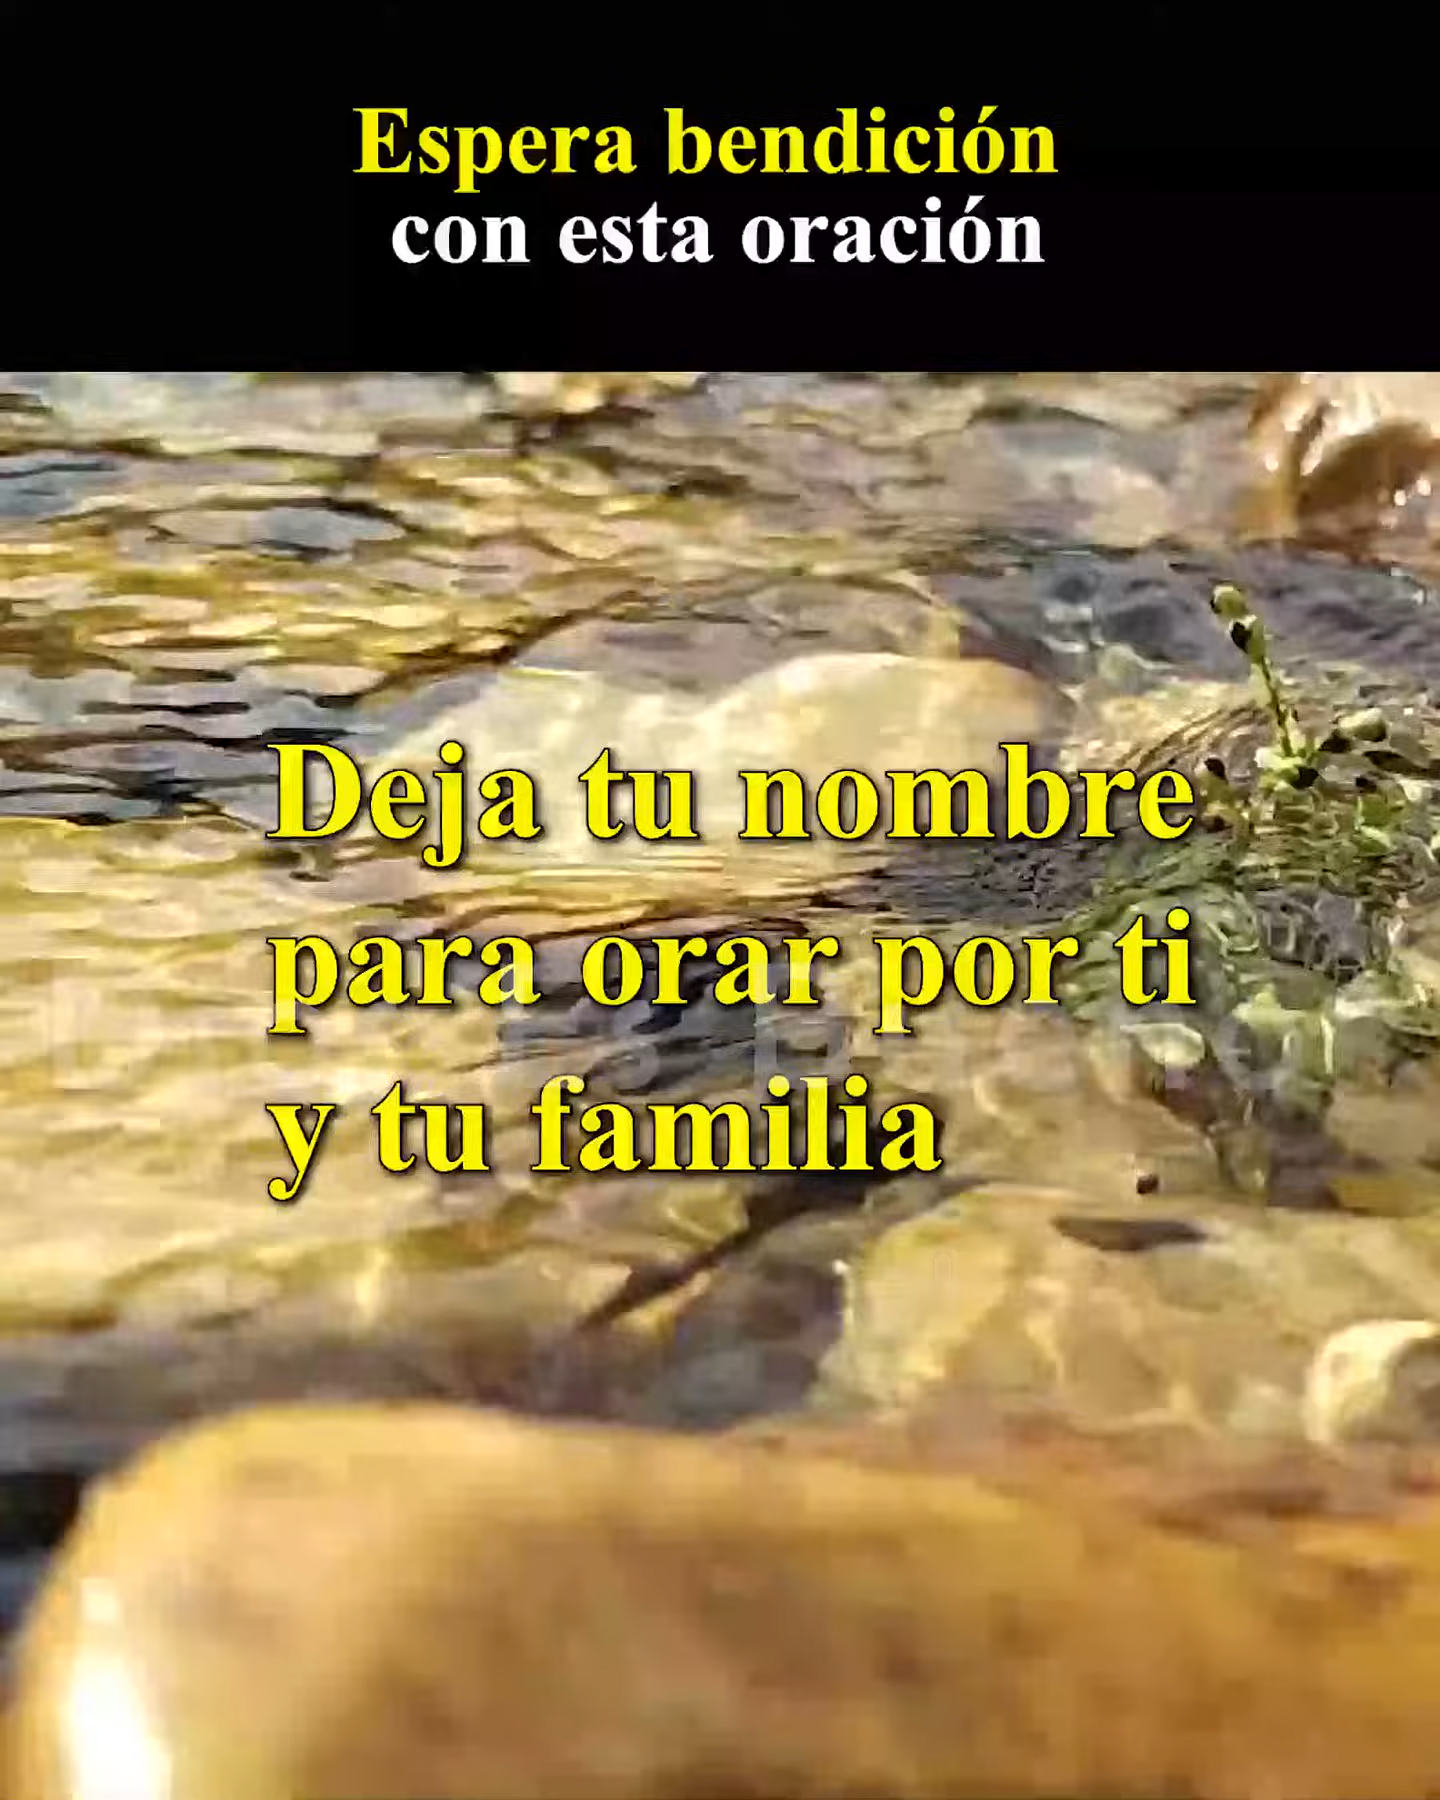 Espera bendición
con esta oración
Deja tu nombre
para orar por ti
y tu familia